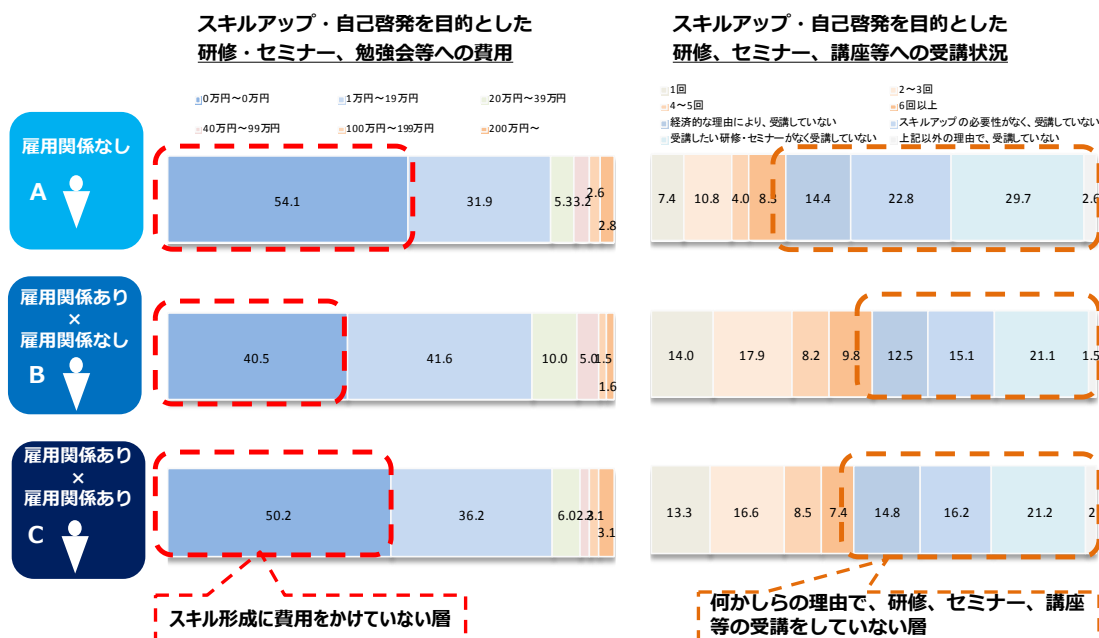 スキルアップ・自己啓発を目的とした
研修・セミナー、勉強会等への費用
0万円～0万円
1万円～19万円
20万円～39万円
40万円～99万円
100万円～199万円
200万円～
スキルアップ・自己啓発を目的とした
研修、セミナー、講座等への受講状況
1回
2～3回
4～5回
6回以上
経済的な理由により、受講していない
スキルアップの必要性がなく、受講していない
受講したい研修・セミナーがなく受講していない
上記以外の理由で、受講していない
雇用関係なし
A
54.1
31.9
5.3
3.2
2.6
2.8
7.4
10.8
4.0
8.3
14.4
22.8
29.7
2.6
雇用関係あり
×
雇用関係なし
B
40.5
41.6
10.0
5.0
1.5
1.6
14.0
17.9
8.2
9.8
12.5
15.1
21.1
1.5
雇用関係あり
×
雇用関係あり
C
50.2
36.2
6.0
3.1
13.3
16.6
8.5
7.4
14.8
16.2
21.2
スキル形成に費用をかけていない層
何かしらの理由で、研修、セミナー、講座
等の受講をしていない層